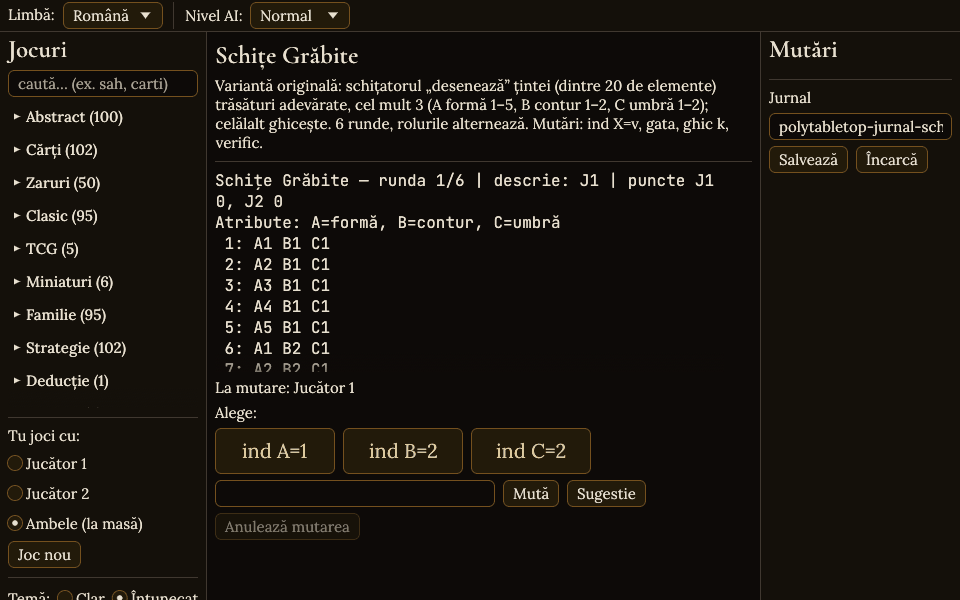 Limbă: Română ▼ Nivel AI: Normal ▼
Jocuri
caută... (ex. sah, carti)
▸ Abstract (100)
▸ Cărți (102)
▸ Zaruri (50)
▸ Clasic (95)
▸ TCG (5)
▸ Miniaturi (6)
▸ Familie (95)
▸ Strategie (102)
▸ Deducție (1)
Tu joci cu:
Jucător 1
Jucător 2
Ambele (la masă)
Joc nou
Temă: Clar Întunecat
Schițe Grăbite
Variantă originală: schițatorul „desenează” țintei (dintre 20 de elemente)
trăsături adevărate, cel mult 3 (A formă 1–5, B contur 1–2, C umbră 1–2);
celălalt ghicește. 6 runde, rolurile alternează. Mutări: ind X=v, gata, ghic k,
verific.
Schițe Grăbite — runda 1/6 | descrie: J1 | puncte J1
0, J2 0
Atribute: A=formă, B=contur, C=umbră
1: A1 B1 C1
2: A2 B1 C1
3: A3 B1 C1
4: A4 B1 C1
5: A5 B1 C1
6: A1 B2 C1
7: A2 B2 C1
La mutare: Jucător 1
Alege:
ind A=1 ind B=2 ind C=2
Mută Sugestie
Anulează mutarea
Mutări
Jurnal
polytabletop-jurnal-sch
Salvează Încarcă